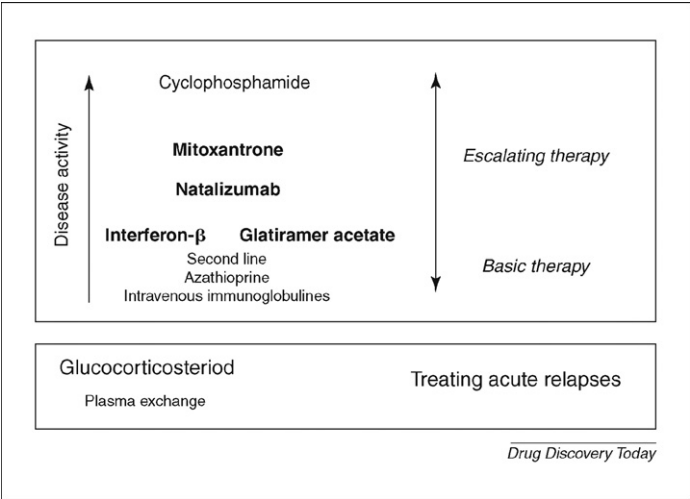 Disease activity
Cyclophosphamide
Mitoxantrone
Natalizumab
Escalating therapy
Interferon-β Glatiramer acetate
Second line
Azathioprine
Intravenous immunoglobulines
Basic therapy
Glucocorticosteriod
Plasma exchange
Treating acute relapses
Drug Discovery Today